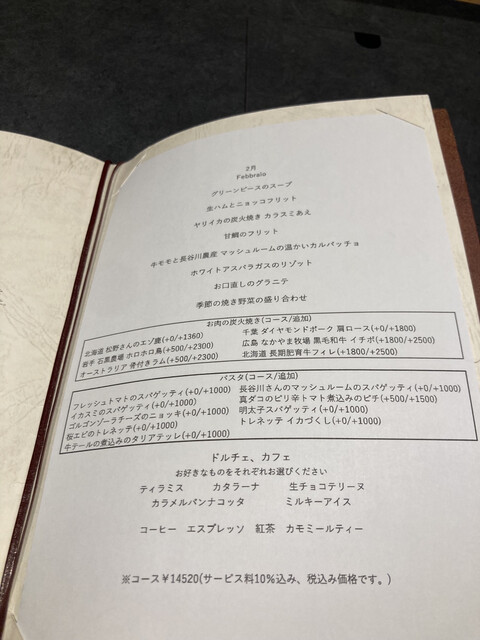 2月
Febbraio
グリーンピースのスープ
生ハムとニョッコフリット
ヤリイカの炭火焼き カラスミあえ
甘鯛のフリット
牛モモと長谷川農産 マッシュルームの温かいカルパッチョ
ホワイトアスパラガスのリゾット
お口直しのグラニテ
季節の焼き野菜の盛り合わせ
お肉の炭火焼き(コース/追加)
北海道 松野さんのエゾ鹿(+0/+1360)
岩手 石黒農場 ホロホロ鳥(+500/+2300)
オーストラリア 骨付きラム(+500/+2300)
千葉 ダイヤモンドポーク 肩ロース(+0/+1800)
広島 なかやま牧場 黒毛和牛 イチボ(+1800/+2500)
北海道 長期肥育牛フィレ(+1800/+2500)
パスタ(コース/追加)
フレッシュトマトのスパゲッティ(+0/+1000)
イカスミのスパゲッティ(+0/+1000)
ゴルゴンゾーラチーズのニョッキ(+0/+1000)
桜エビのトレネッテ(+0/+1000)
牛テールの煮込みのタリアテッレ(+0/+1000)
長谷川さんのマッシュルームのスパゲッティ(+0/+1000)
真ダコのピリ辛トマト煮込みのピチ(+500/+1500)
明太子スパゲッティ(+0/+1000)
トレネッテ イカづくし(+0/+1000)
ドルチェ、カフェ
お好きなものをそれぞれお選びください
ティラミス カタラーナ 生チョコテリーヌ
カラメルパンナコッタ ミルキーアイス
コーヒー エスプレッソ 紅茶 カモミールティー
※コース¥14520(サービス料10%込み、税込み価格です。)